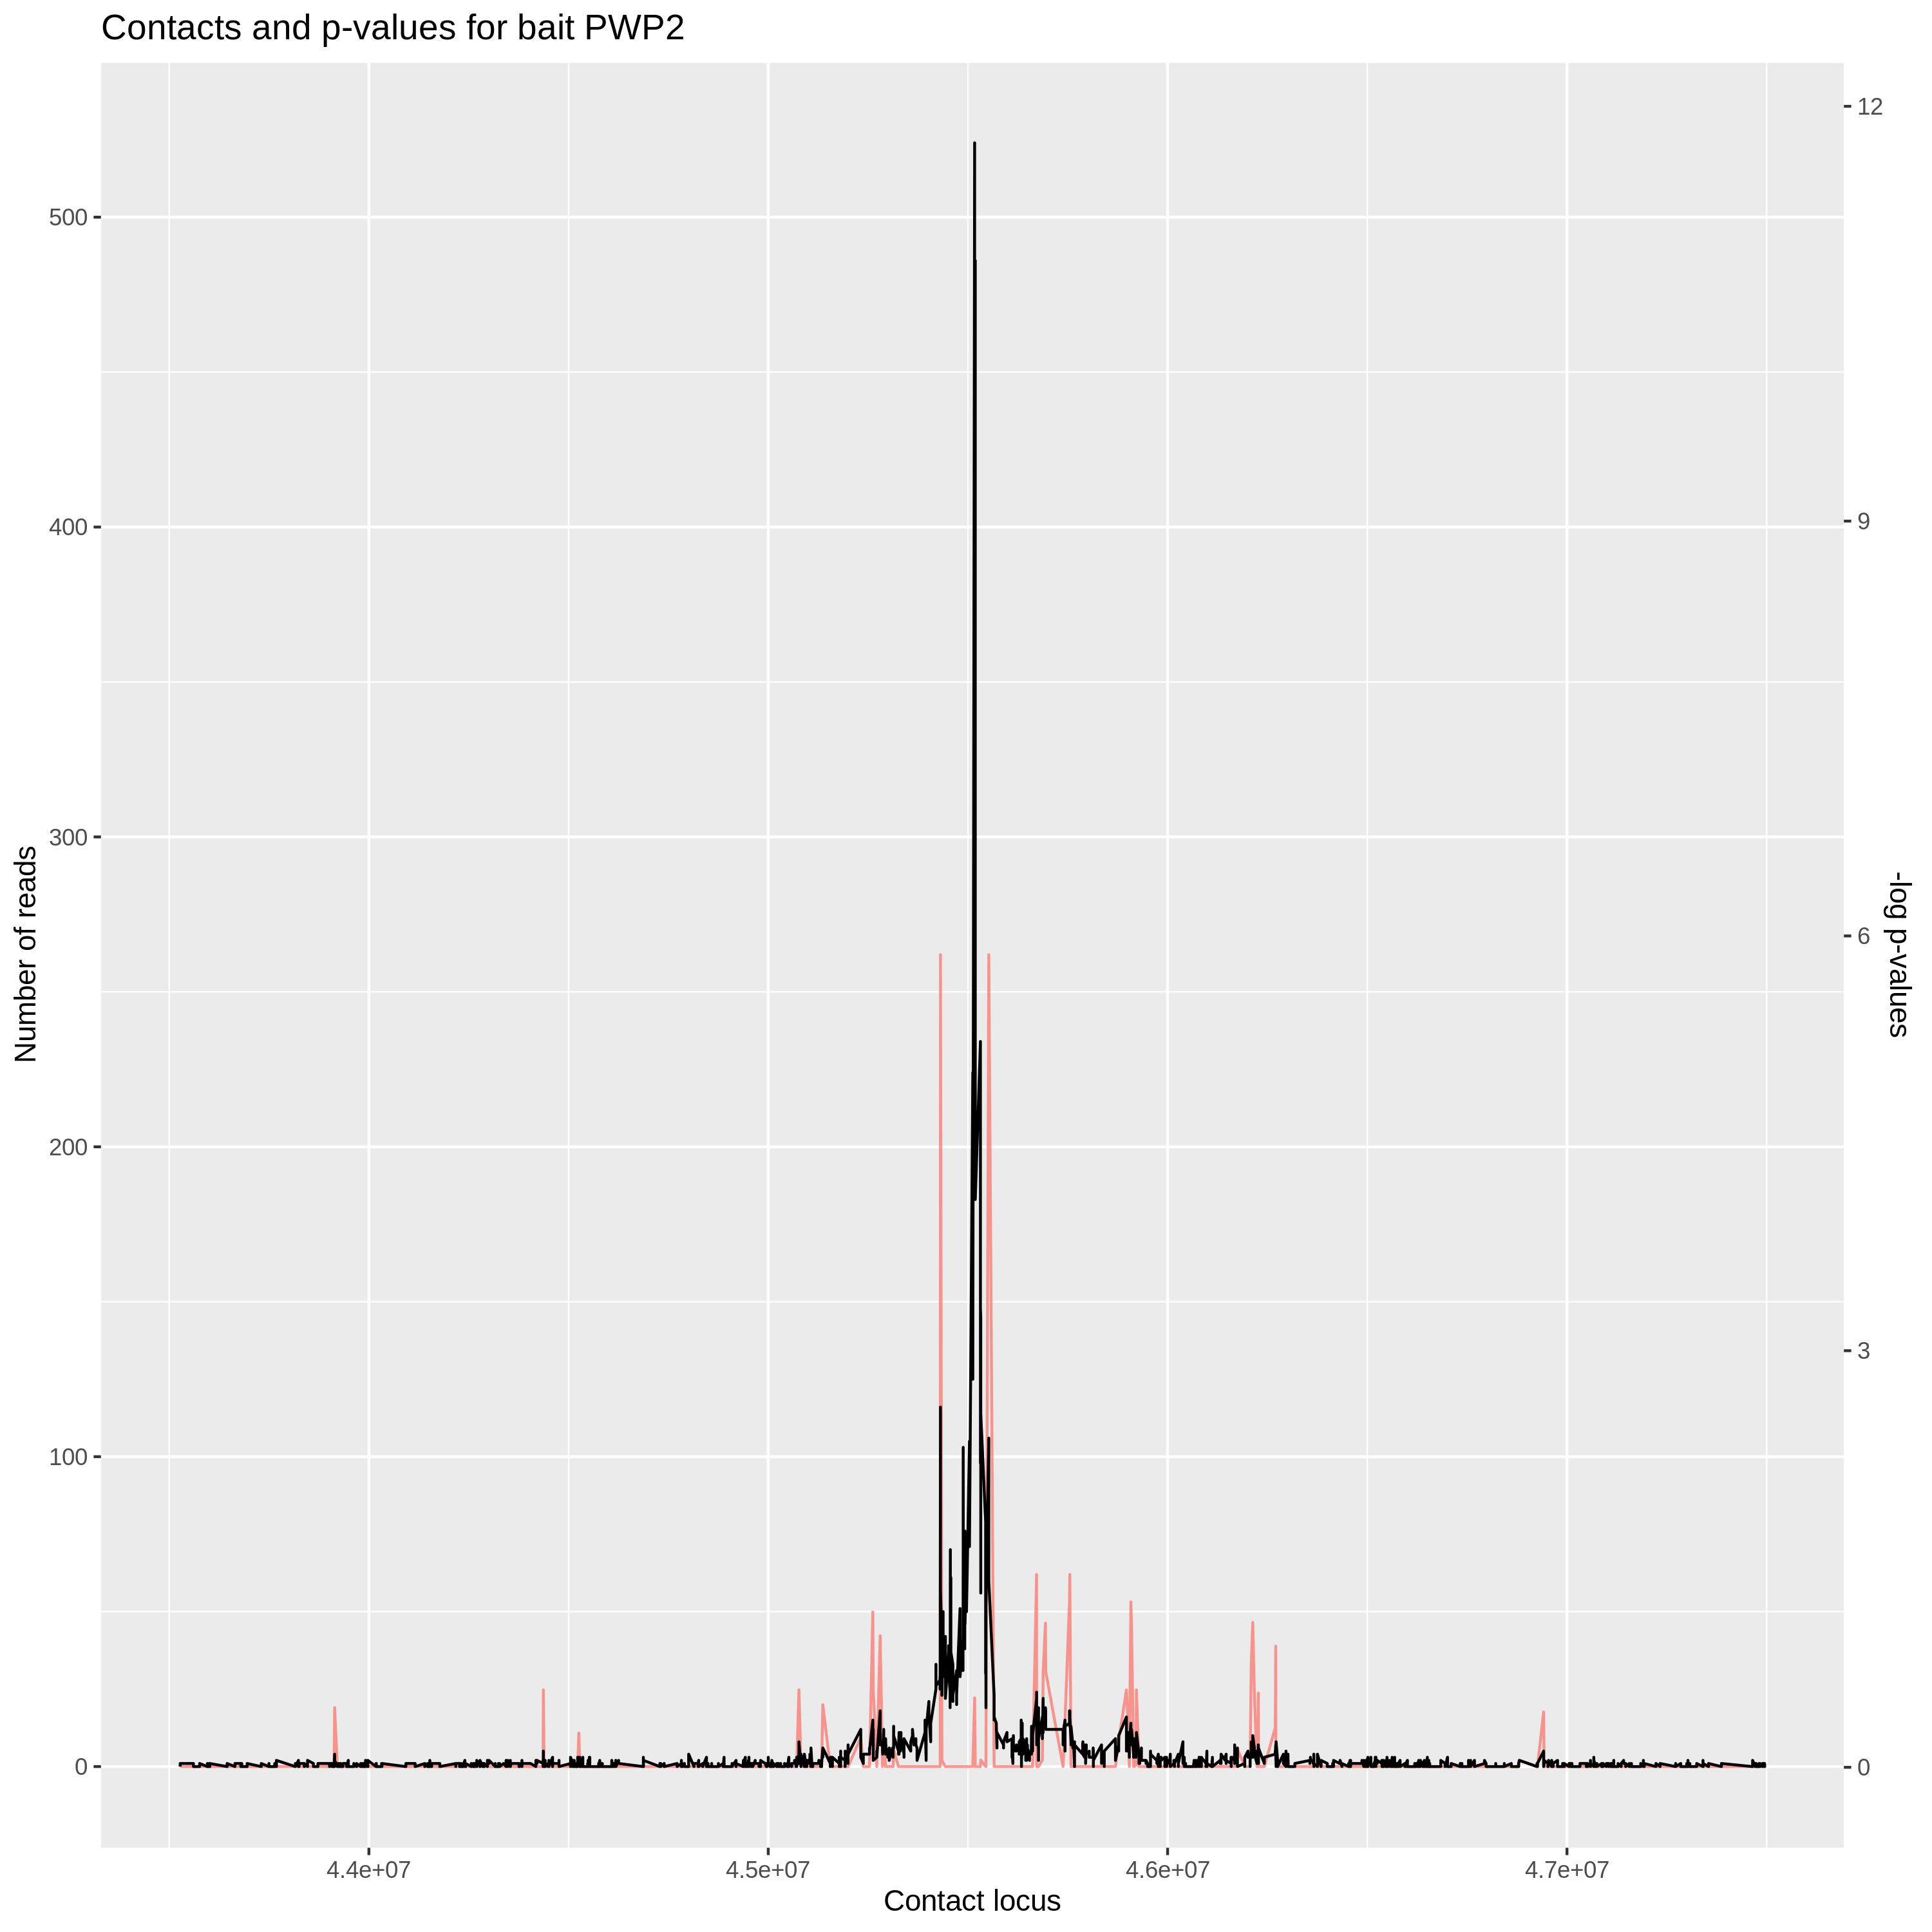 Contacts and p-values for bait PWP2
Number of reads
500
400
300
200
100
0
12
9
6
3
0
-log p-values
4.4e+07 4.5e+07 4.6e+07 4.7e+07
Contact locus